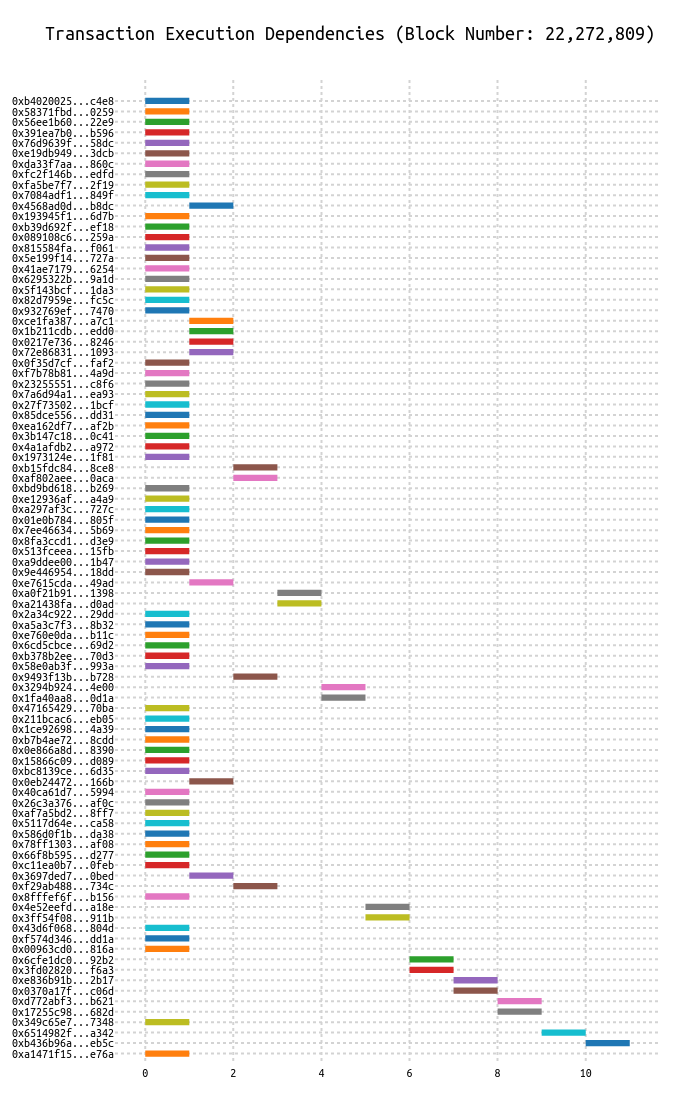 Transaction Execution Dependencies (Block Number: 22,272,809)
0xb4020025...c4e8
0x58371fbd...0259
0x56ee1b60...22e9
0x391ea7b0...b596
0x76d9639f...58dc
0xe19db949...3dcb
0xda33f7aa...860c
0xfc2f146b...edfd
0xfa5be7f7...2f19
0x7084adf1...849f
0x4568ad0d...b8dc
0x193945f1...6d7b
0xb39d692f...ef18
0x089108c6...259a
0x815584fa...f061
0x5e199f14...727a
0x41ae7179...6254
0x6295322b...9a1d
0x5f143bcf...1da3
0x82d7959e...fc5c
0x932769ef...7470
0xce1fa387...a7c1
0x1b211cdb...edd0
0x0217e736...8246
0x72e86831...1093
0x0f35d7cf...faf2
0xf7b78b81...4a9d
0x23255551...c8f6
0x7a6d94a1...ea93
0x27f73502...1bcf
0x85dce556...dd31
0xea162df7...af2b
0x3b147c18...0c41
0x4a1afdb2...a972
0x1973124e...1f81
0xb15fdc84...8ce8
0xaf802aee...0aca
0xbd9bd618...b269
0xe12936af...a4a9
0xa297af3c...727c
0x01e0b784...805f
0x7ee46634...5b69
0x8fa3ccd1...d3e9
0x513fceea...15fb
0xa9ddee00...1b47
0x9e446954...18dd
0xe7615cda...49ad
0xa0f21b91...1398
0xa21438fa...d0ad
0x2a34c922...29dd
0xa5a3c7f3...8b32
0xe760e0da...b11c
0x6cd5cbce...69d2
0xb378b2ee...70d3
0x58e0ab3f...993a
0x9493f13b...b728
0x3294b924...4e00
0x1fa40aa8...0d1a
0x47165429...70ba
0x211bcac6...eb05
0x1ce92698...4a39
0xb7b4ae72...8cdd
0x0e866a8d...8390
0x15866c09...d089
0xbc8139ce...6d35
0x0eb24472...166b
0x40ca61d7...5994
0x26c3a376...af0c
0xaf7a5bd2...8ff7
0x5117d64e...ca58
0x586d0f1b...da38
0x78ff1303...af08
0x66f8b595...d277
0xc11ea0b7...0feb
0x3697ded7...0bed
0xf29ab488...734c
0x8fffef6f...b156
0x4e52eefd...a18e
0x3ff54f08...911b
0x43d6f068...804d
0xf574d346...dd1a
0x00963cd0...816a
0x6cfe1dc0...92b2
0x3fd02820...f6a3
0xe836b91b...2b17
0x0370a17f...c06d
0xd772abf3...b621
0x17255c98...682d
0x349c65e7...7348
0x6514982f...a342
0xb436b96a...eb5c
0xa1471f15...e76a
0 2 4 6 8 10